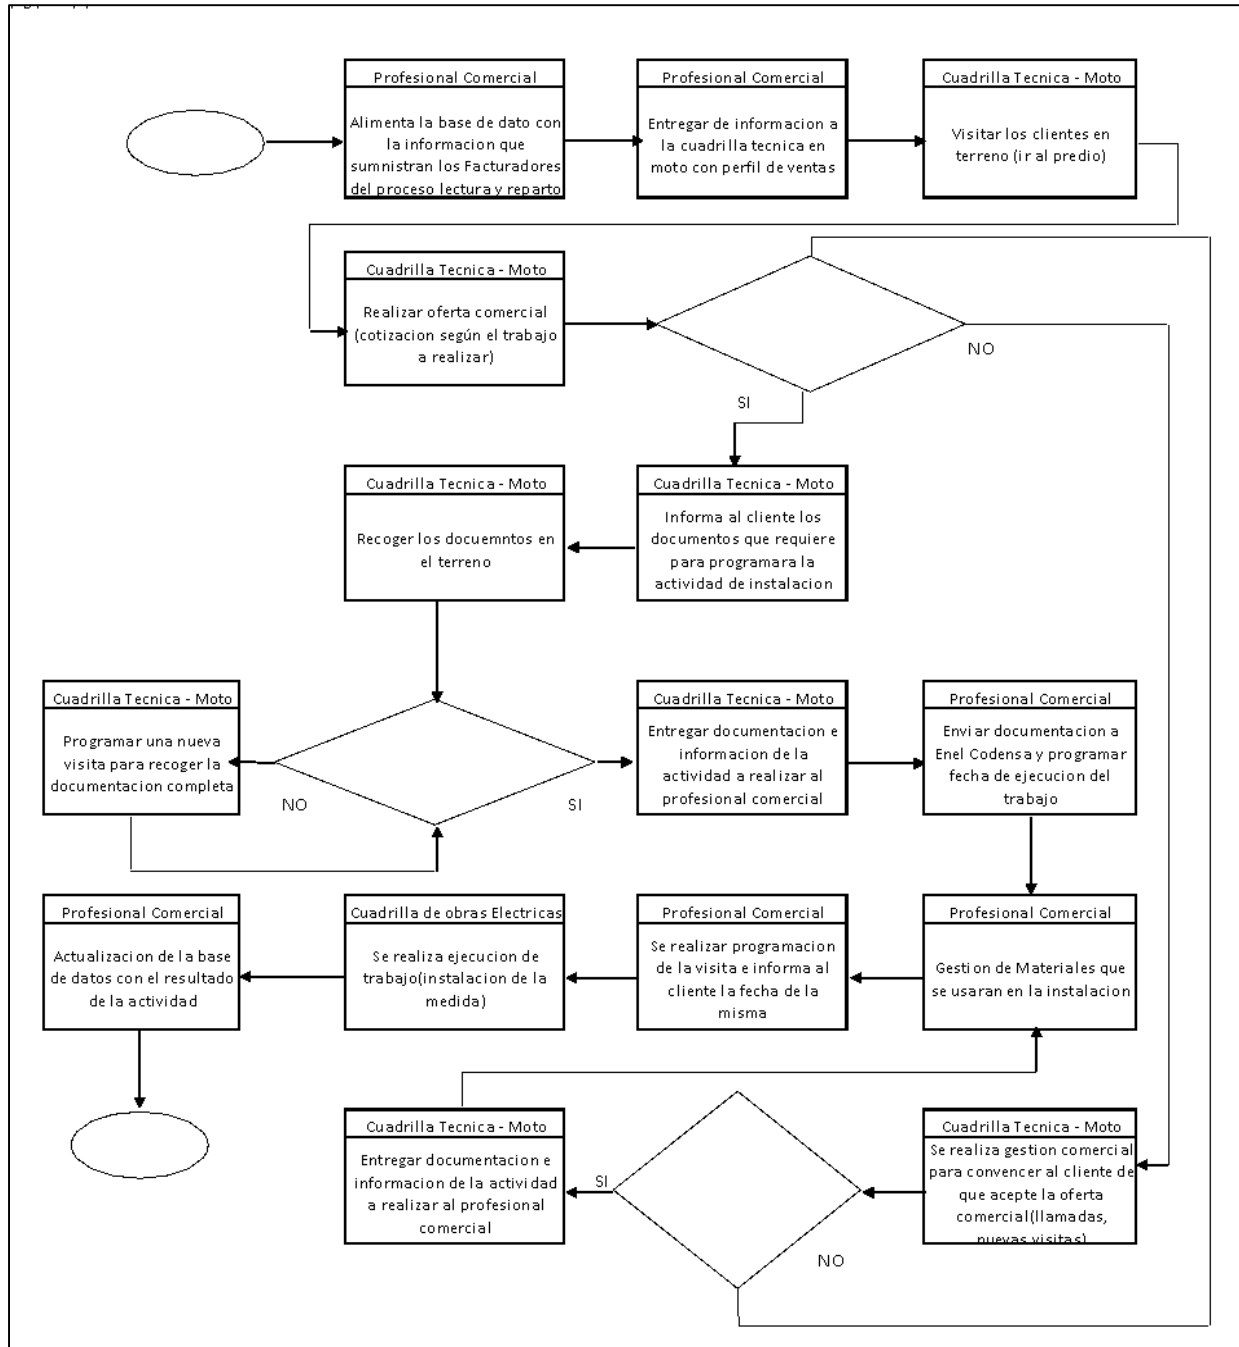 Profesional Comercial
Alimenta la base de dato con
la informacion que
sumnistran los Facturadores
del proceso lectura y reparto
Profesional Comercial
Entregar de informacion a
la cuadrilla tecnica en
moto con perfil de ventas
Cuadrilla Tecnica - Moto
Visitar los clientes en
terreno (ir al predio)
Cuadrilla Tecnica - Moto
Realizar oferta comercial
(cotizacion según el trabajo
a realizar)
NO
SI
Cuadrilla Tecnica - Moto
Informa al cliente los
documentos que requiere
para programara la
actividad de instalacion
Cuadrilla Tecnica - Moto
Recoger los docuemntos en
el terreno
Cuadrilla Tecnica - Moto
Programar una nueva
visita para recoger la
documentacion completa
NO
SI
Cuadrilla Tecnica - Moto
Entregar documentacion e
informacion de la
actividad a realizar al
profesional comercial
Profesional Comercial
Enviar documentacion a
Enel Codensa y programar
fecha de ejecucion del
trabajo
Profesional Comercial
Gestion de Materiales que
se usaran en la instalacion
Profesional Comercial
Se realizar programacion
de la visita e informa al
cliente la fecha de la
misma
Cuadrilla de obras Electricas
Se realiza ejecucion de
trabajo(instalacion de la
medida)
Profesional Comercial
Actualizacion de la base
de datos con el resultado
de la actividad
Cuadrilla Tecnica - Moto
Se realiza gestion comercial
para convencer al cliente de
que acepte la oferta
comercial(llamadas,
nuevas visitas)
SI
NO
Cuadrilla Tecnica - Moto
Entregar documentacion e
informacion de la actividad
a realizar al profesional
comercial